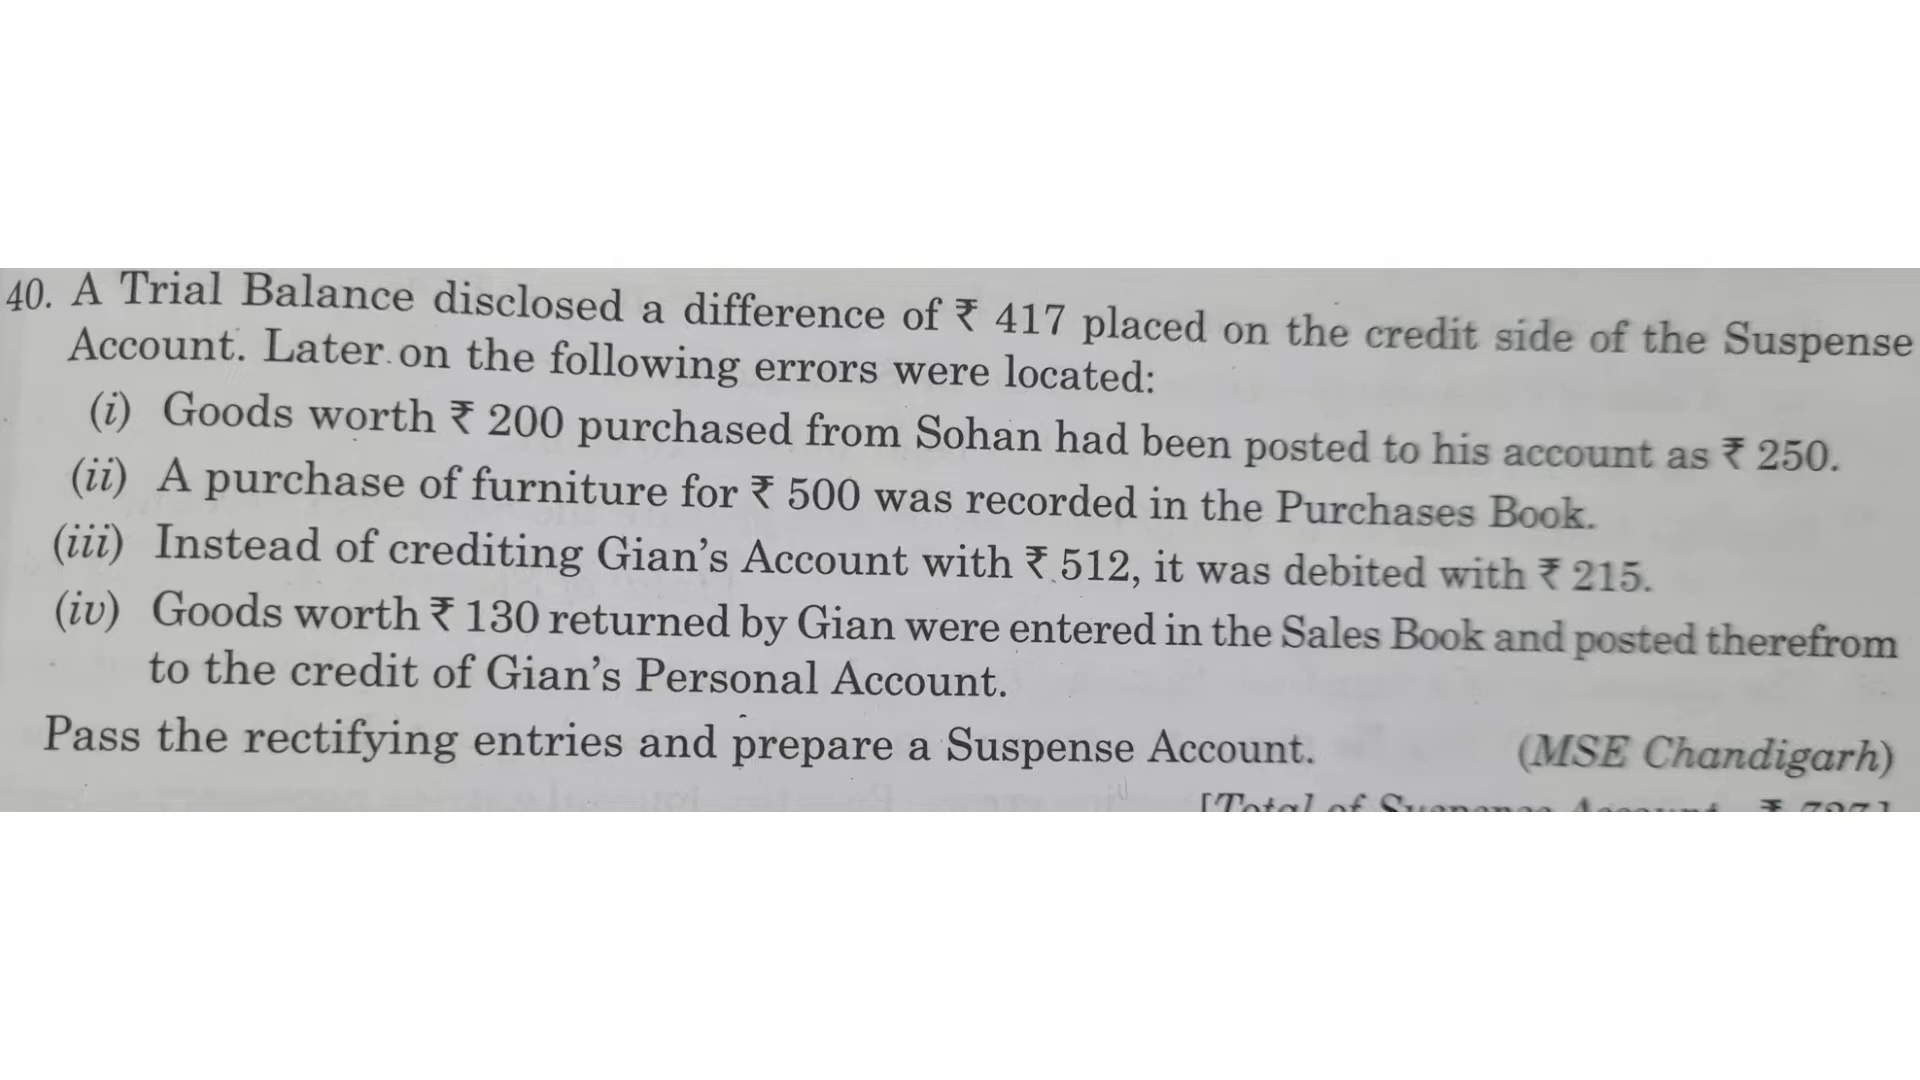 40. A Trial Balance disclosed a difference of ₹ 417 placed on the credit side of the Suspense
Account. Later on the following errors were located:
(i) Goods worth ₹ 200 purchased from Sohan had been posted to his account as ₹ 250.
(ii) A purchase of furniture for ₹ 500 was recorded in the Purchases Book.
(iii) Instead of crediting Gian's Account with ₹ 512, it was debited with ₹ 215.
(iv) Goods worth ₹ 130 returned by Gian were entered in the Sales Book and posted therefrom
to the credit of Gian's Personal Account.
Pass the rectifying entries and prepare a Suspense Account. (MSE Chandigarh)
[Total of Suspense Account ₹ 727]